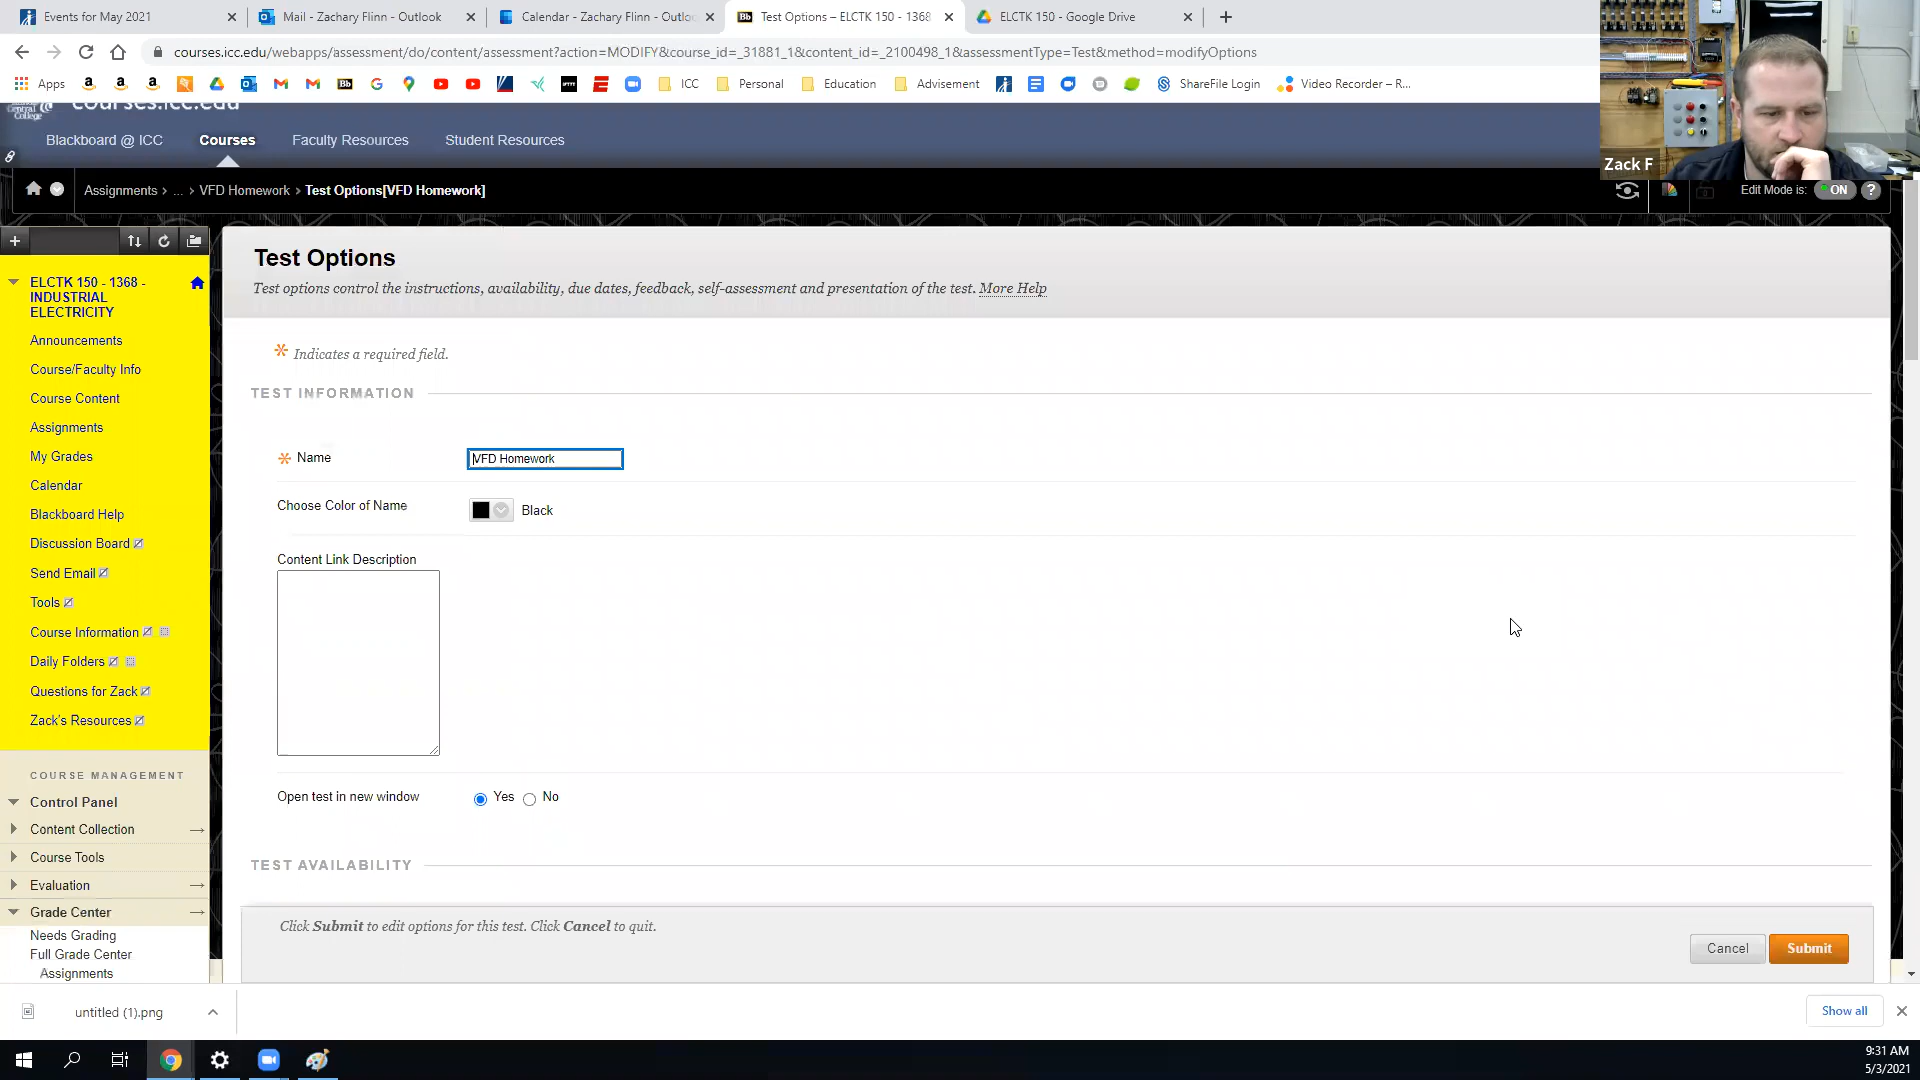 Events for May 2021
Mail - Zachary Flinn - Outlook
Calendar - Zachary Flinn - Outlo
Test Options – ELCTK 150 - 1368
ELCTK 150 - Google Drive
courses.icc.edu/webapps/assessment/do/content/assessment?action=MODIFY&course_id=_31881_1&content_id=_2100498_1&assessmentType=Test&method=modifyOptions
Apps
ICC
Personal
Education
Advisement
ShareFile Login
Video Recorder – R...
Zack F
courses.icc.edu
Central College
Blackboard @ ICC
Courses
Faculty Resources
Student Resources
Assignments > ... > VFD Homework > Test Options[VFD Homework]
Edit Mode is: ON ?
ELCTK 150 - 1368 -
INDUSTRIAL
ELECTRICITY
Announcements
Course/Faculty Info
Course Content
Assignments
My Grades
Calendar
Blackboard Help
Discussion Board
Send Email
Tools
Course Information
Daily Folders
Questions for Zack
Zack's Resources
COURSE MANAGEMENT
Control Panel
Content Collection
Course Tools
Evaluation
Grade Center
Needs Grading
Full Grade Center
Assignments
Test Options
Test options control the instructions, availability, due dates, feedback, self-assessment and presentation of the test. More Help
Indicates a required field.
TEST INFORMATION
Name
VFD Homework
Choose Color of Name
Black
Content Link Description
Open test in new window
Yes
No
TEST AVAILABILITY
Click Submit to edit options for this test. Click Cancel to quit.
Cancel
Submit
untitled (1).png
Show all
9:31 AM
5/3/2021